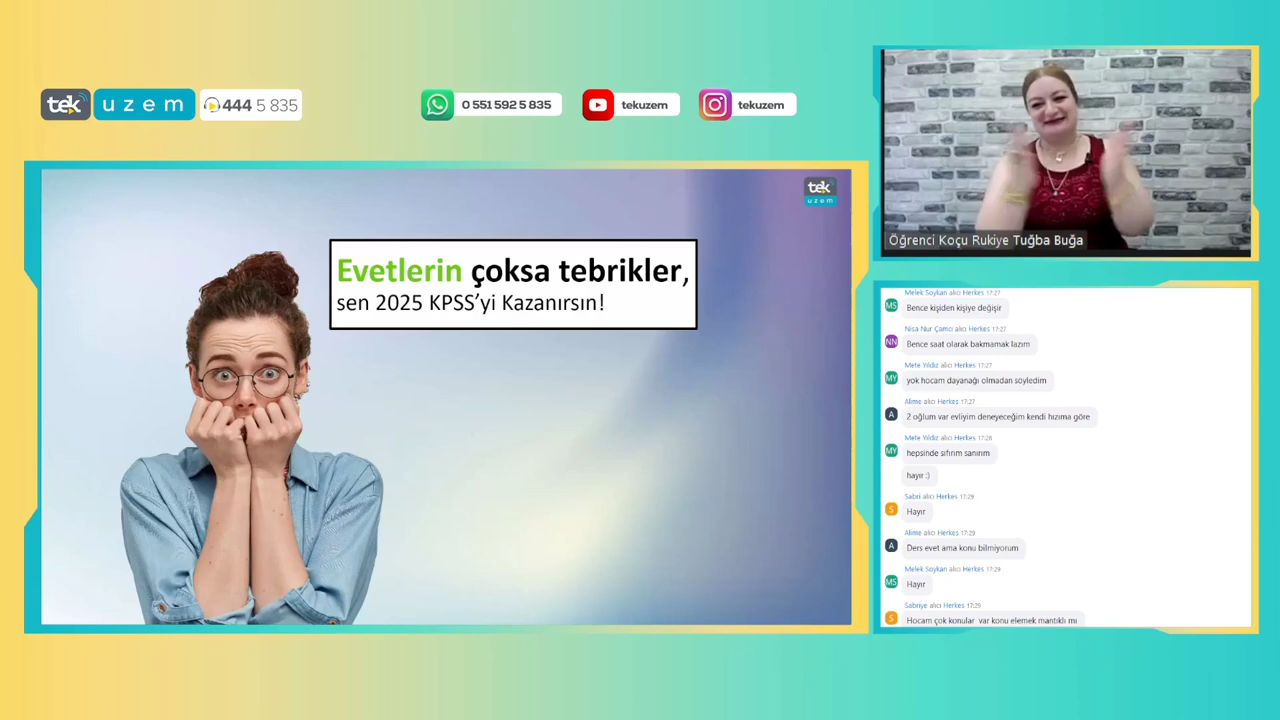 tek uzem 444 5 835
0 551 592 5 835
tekuzem
tekuzem
tek
uzem
Evetlerin çoksa tebrikler,
sen 2025 KPSS'yi Kazanırsın!
Öğrenci Koçu Rukiye Tuğba Buğa
Melek Soykan alıcı Herkes 17:27
MS
Bence kişiden kişiye değişir
Nisa Nur Çamcı alıcı Herkes 17:27
NN
Bence saat olarak bakmamak lazım
Mete Yıldız alıcı Herkes 17:27
MY
yok hocam dayanağı olmadan söyledim
Alime alıcı Herkes 17:27
A
2 oğlum var evliyim deneyeceğim kendi hızıma göre
Mete Yıldız alıcı Herkes 17:28
MY
hepsinde sıfırım sanırım
hayır :)
Sabri alıcı Herkes 17:29
S
Hayır
Alime alıcı Herkes 17:29
A
Ders evet ama konu bilmiyorum
Melek Soykan alıcı Herkes 17:29
MS
Hayır
Sabriye alıcı Herkes 17:29
S
Hocam çok konular var konu elemek mantıklı mı